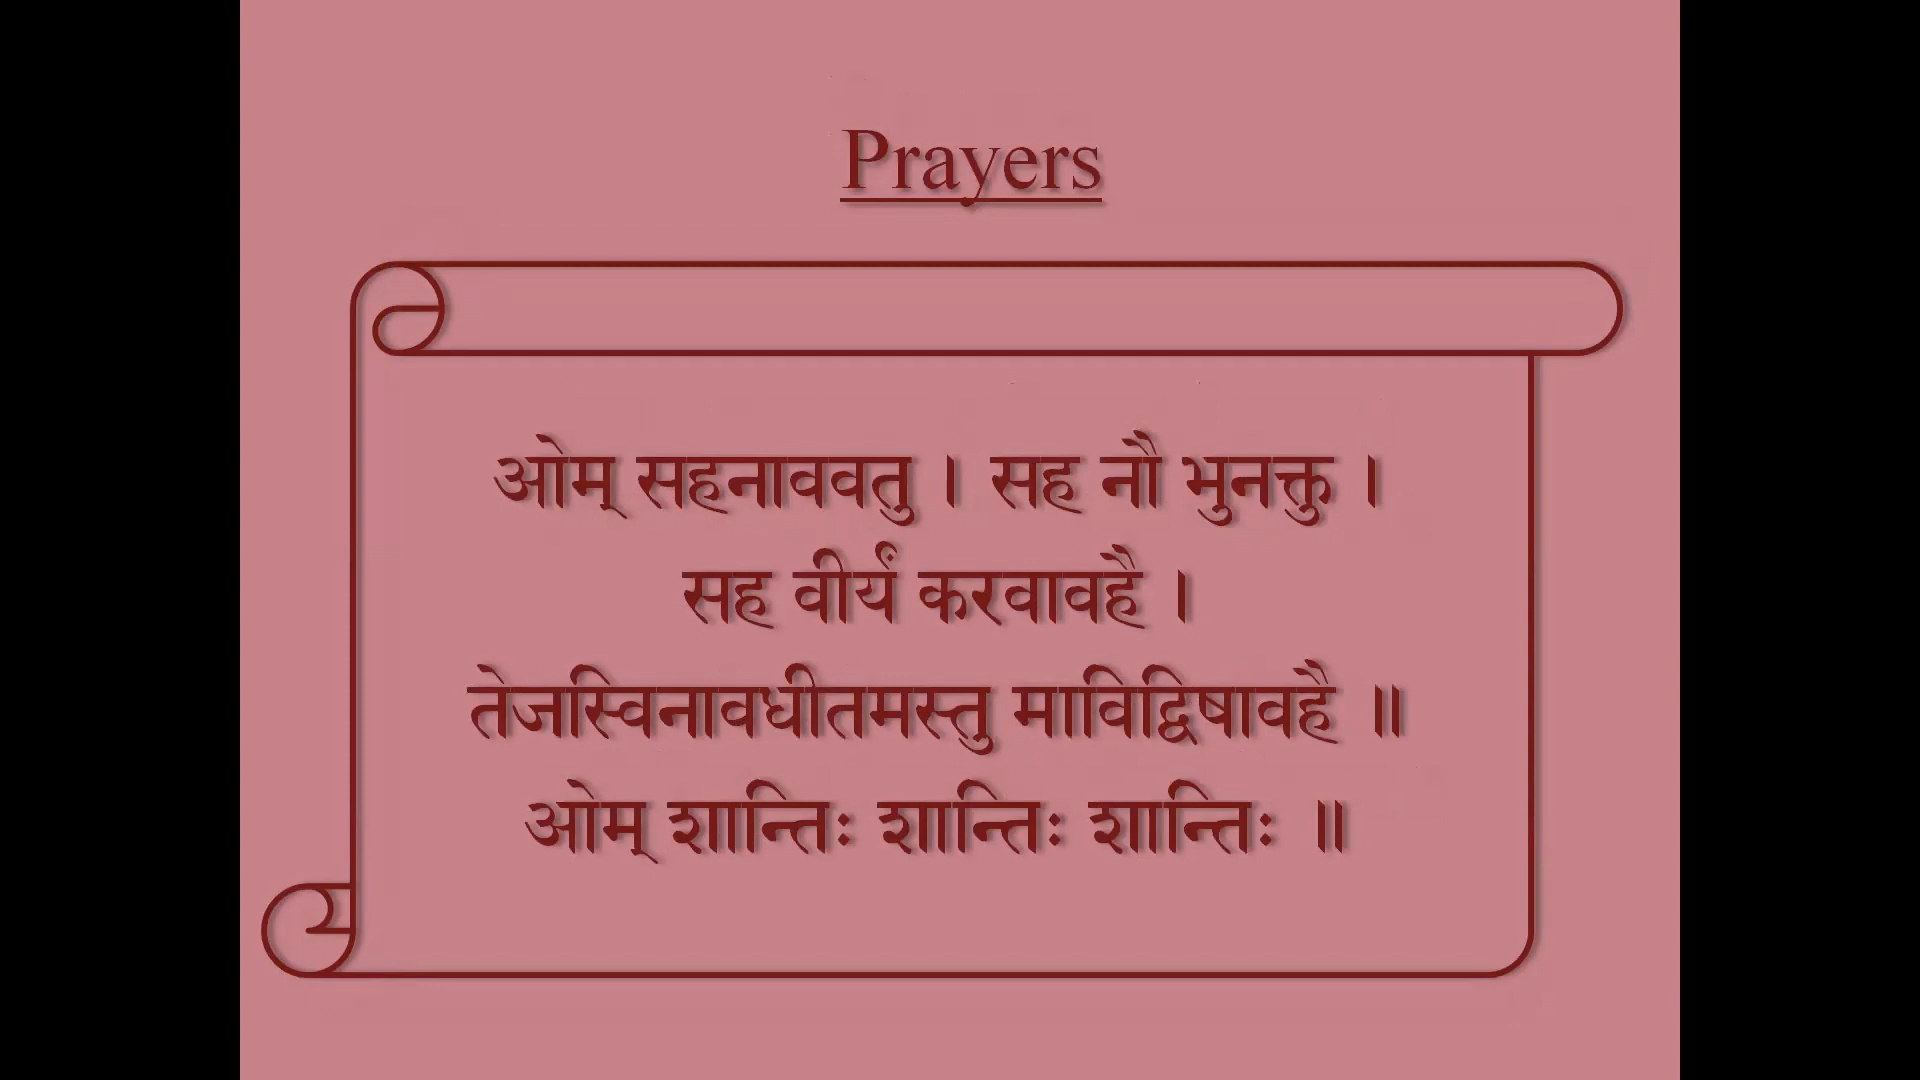 Prayers
ओम् सहनाववतु । सह नौ भुनक्तु ।
सह वीर्यं करवावहै ।
तेजस्विनावधीतमस्तु माविद्विषावहै ॥
ओम् शान्तिः शान्तिः शान्तिः ॥